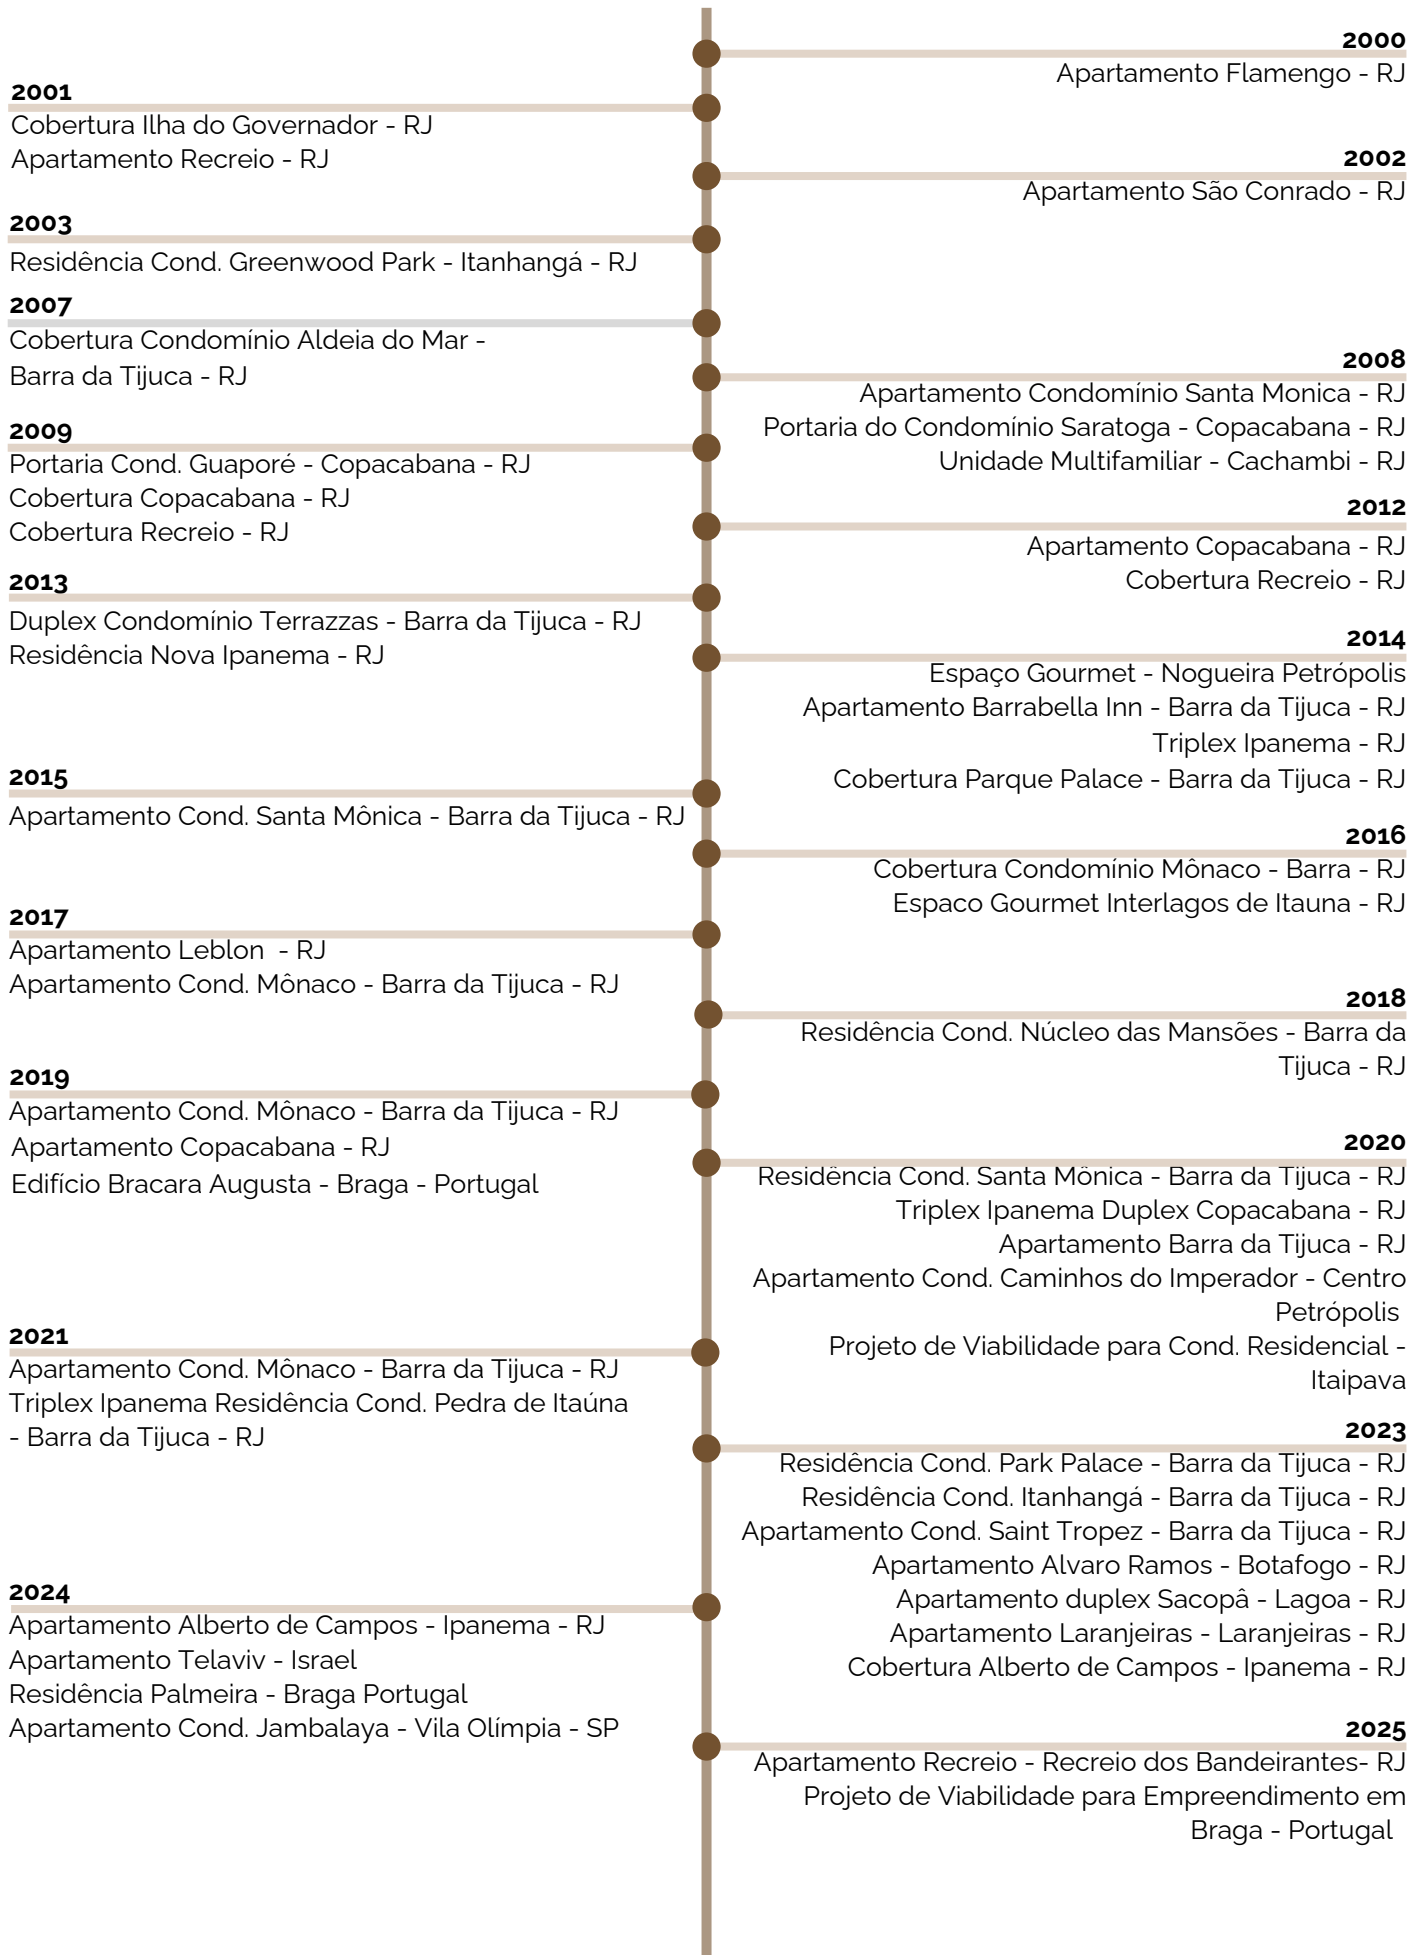 2000
Apartamento Flamengo - RJ
2001
Cobertura Ilha do Governador - RJ
Apartamento Recreio - RJ
2002
Apartamento São Conrado - RJ
2003
Residência Cond. Greenwood Park - Itanhangá - RJ
2007
Cobertura Condomínio Aldeia do Mar -
Barra da Tijuca - RJ
2008
Apartamento Condomínio Santa Monica - RJ
Portaria do Condomínio Saratoga - Copacabana - RJ
Unidade Multifamiliar - Cachambi - RJ
2009
Portaria Cond. Guaporé - Copacabana - RJ
Cobertura Copacabana - RJ
Cobertura Recreio - RJ
2012
Apartamento Copacabana - RJ
Cobertura Recreio - RJ
2013
Duplex Condomínio Terrazzas - Barra da Tijuca - RJ
Residência Nova Ipanema - RJ
2014
Espaço Gourmet - Nogueira Petrópolis
Apartamento Barrabella Inn - Barra da Tijuca - RJ
Triplex Ipanema - RJ
Cobertura Parque Palace - Barra da Tijuca - RJ
2015
Apartamento Cond. Santa Mônica - Barra da Tijuca - RJ
2016
Cobertura Condomínio Mônaco - Barra - RJ
Espaco Gourmet Interlagos de Itauna - RJ
2017
Apartamento Leblon  - RJ
Apartamento Cond. Mônaco - Barra da Tijuca - RJ
2018
Residência Cond. Núcleo das Mansões - Barra da
Tijuca - RJ
2019
Apartamento Cond. Mônaco - Barra da Tijuca - RJ
Apartamento Copacabana - RJ
Edifício Bracara Augusta - Braga - Portugal
2020
Residência Cond. Santa Mônica - Barra da Tijuca - RJ
Triplex Ipanema Duplex Copacabana - RJ
Apartamento Barra da Tijuca - RJ
Apartamento Cond. Caminhos do Imperador - Centro
Petrópolis
Projeto de Viabilidade para Cond. Residencial -
Itaipava
2021
Apartamento Cond. Mônaco - Barra da Tijuca - RJ
Triplex Ipanema Residência Cond. Pedra de Itaúna
- Barra da Tijuca - RJ
2023
Residência Cond. Park Palace - Barra da Tijuca - RJ
Residência Cond. Itanhangá - Barra da Tijuca - RJ
Apartamento Cond. Saint Tropez - Barra da Tijuca - RJ
Apartamento Alvaro Ramos - Botafogo - RJ
Apartamento duplex Sacopâ - Lagoa - RJ
Apartamento Laranjeiras - Laranjeiras - RJ
Cobertura Alberto de Campos - Ipanema - RJ
2024
Apartamento Alberto de Campos - Ipanema - RJ
Apartamento Telaviv - Israel
Residência Palmeira - Braga Portugal
Apartamento Cond. Jambalaya - Vila Olímpia - SP
2025
Apartamento Recreio - Recreio dos Bandeirantes- RJ
Projeto de Viabilidade para Empreendimento em
Braga - Portugal